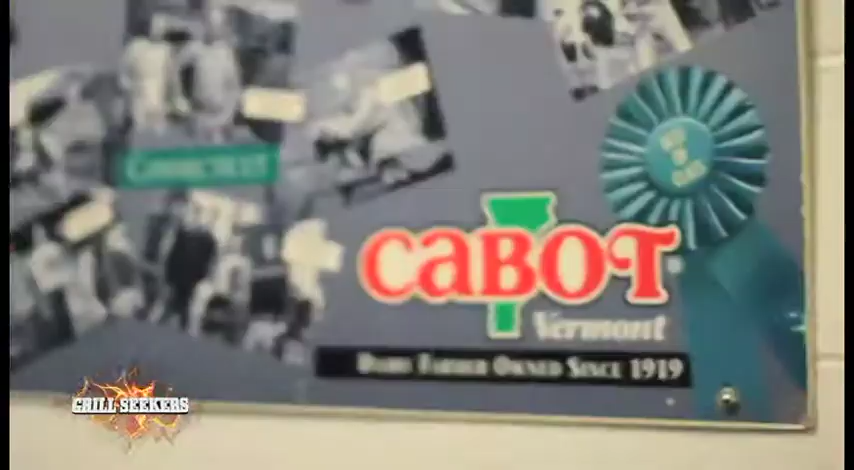 CONNECTICUT
CABOT
Vermont
DAIRY FARMER OWNED SINCE 1919
GRILL SEEKERS